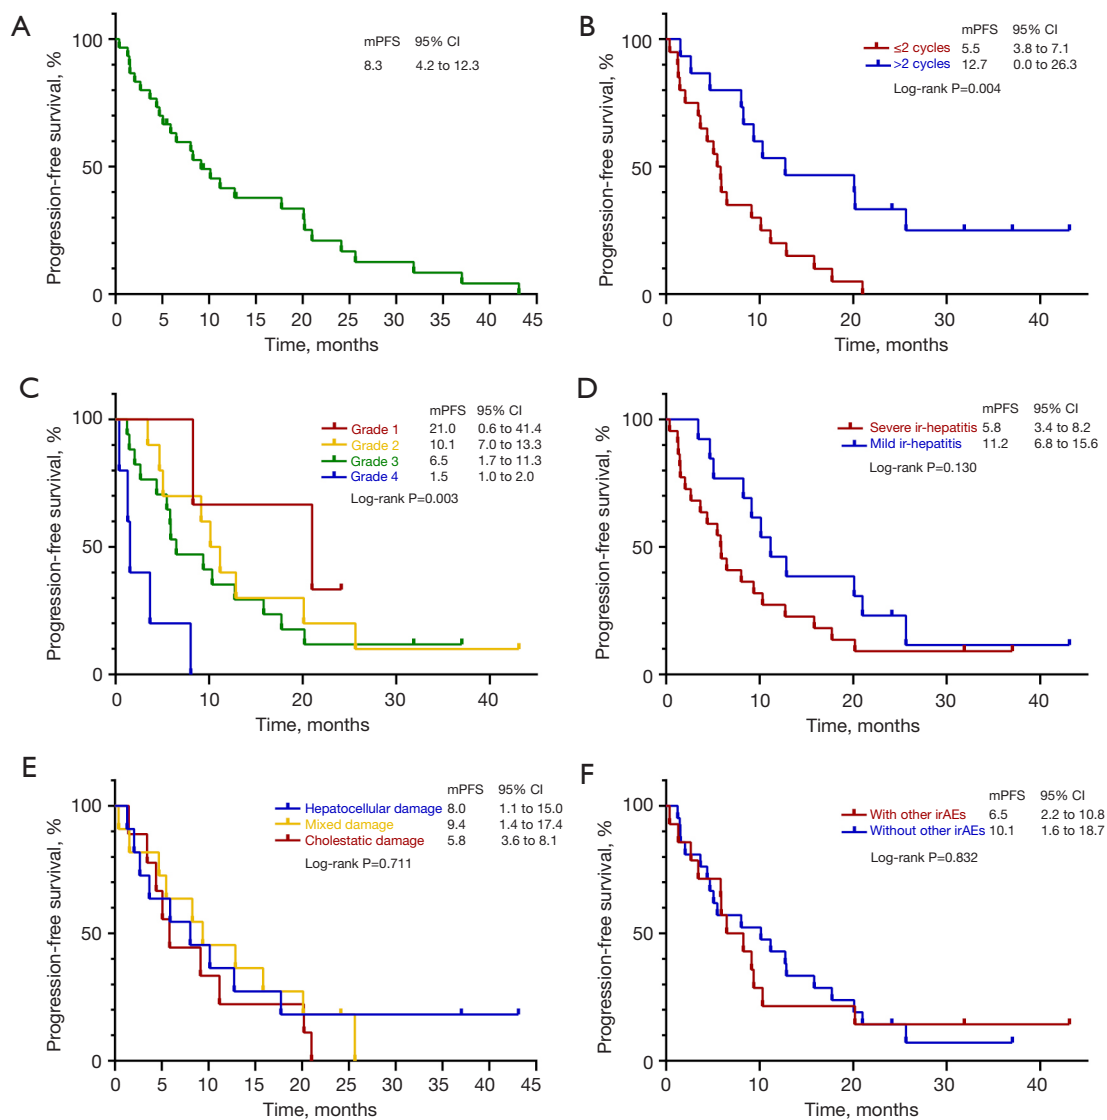 A
mPFS 95% CI
8.3 4.2 to 12.3
Progression-free survival, %
100
50
0
0 5 10 15 20 25 30 35 40 45
Time, months
B
mPFS 95% CI
≤2 cycles 5.5 3.8 to 7.1
>2 cycles 12.7 0.0 to 26.3
Log-rank P=0.004
Progression-free survival, %
100
50
0
0 10 20 30 40
Time, months
C
mPFS 95% CI
Grade 1 21.0 0.6 to 41.4
Grade 2 10.1 7.0 to 13.3
Grade 3 6.5 1.7 to 11.3
Grade 4 1.5 1.0 to 2.0
Log-rank P=0.003
Progression-free survival, %
100
50
0
0 10 20 30 40
Time, months
D
mPFS 95% CI
Severe ir-hepatitis 5.8 3.4 to 8.2
Mild ir-hepatitis 11.2 6.8 to 15.6
Log-rank P=0.130
Progression-free survival, %
100
50
0
0 10 20 30 40
Time, months
E
mPFS 95% CI
Hepatocellular damage 8.0 1.1 to 15.0
Mixed damage 9.4 1.4 to 17.4
Cholestatic damage 5.8 3.6 to 8.1
Log-rank P=0.711
Progression-free survival, %
100
50
0
0 5 10 15 20 25 30 35 40 45
Time, months
F
mPFS 95% CI
With other irAEs 6.5 2.2 to 10.8
Without other irAEs 10.1 1.6 to 18.7
Log-rank P=0.832
Progression-free survival, %
100
50
0
0 10 20 30 40
Time, months